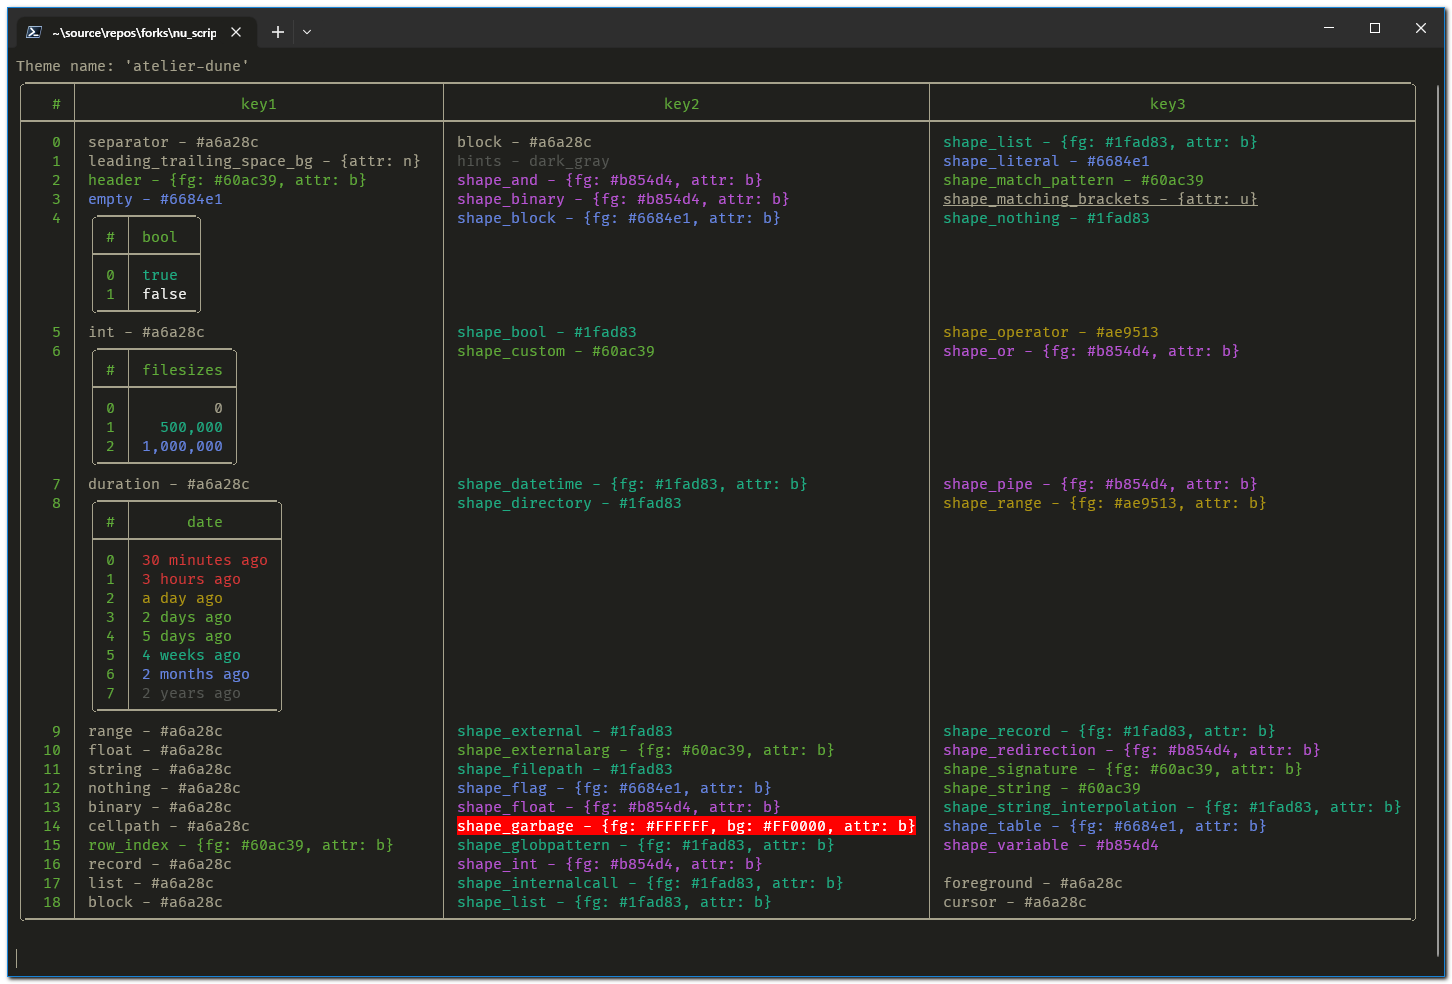 ~\source\repos\forks\nu_scrip
Theme name: 'atelier-dune'
# key1 key2 key3
0 separator - #a6a28c block - #a6a28c shape_list - {fg: #1fad83, attr: b}
1 leading_trailing_space_bg - {attr: n} hints - dark_gray shape_literal - #6684e1
2 header - {fg: #60ac39, attr: b} shape_and - {fg: #b854d4, attr: b} shape_match_pattern - #60ac39
3 empty - #6684e1 shape_binary - {fg: #b854d4, attr: b} shape_matching_brackets - {attr: u}
4 shape_block - {fg: #6684e1, attr: b} shape_nothing - #1fad83
# bool
0 true
1 false
5 int - #a6a28c shape_bool - #1fad83 shape_operator - #ae9513
6 shape_custom - #60ac39 shape_or - {fg: #b854d4, attr: b}
# filesizes
0 0
1 500,000
2 1,000,000
7 duration - #a6a28c shape_datetime - {fg: #1fad83, attr: b} shape_pipe - {fg: #b854d4, attr: b}
8 shape_directory - #1fad83 shape_range - {fg: #ae9513, attr: b}
# date
0 30 minutes ago
1 3 hours ago
2 a day ago
3 2 days ago
4 5 days ago
5 4 weeks ago
6 2 months ago
7 2 years ago
9 range - #a6a28c shape_external - #1fad83 shape_record - {fg: #1fad83, attr: b}
10 float - #a6a28c shape_externalarg - {fg: #60ac39, attr: b} shape_redirection - {fg: #b854d4, attr: b}
11 string - #a6a28c shape_filepath - #1fad83 shape_signature - {fg: #60ac39, attr: b}
12 nothing - #a6a28c shape_flag - {fg: #6684e1, attr: b} shape_string - #60ac39
13 binary - #a6a28c shape_float - {fg: #b854d4, attr: b} shape_string_interpolation - {fg: #1fad83, attr: b}
14 cellpath - #a6a28c shape_garbage - {fg: #FFFFFF, bg: #FF0000, attr: b} shape_table - {fg: #6684e1, attr: b}
15 row_index - {fg: #60ac39, attr: b} shape_globpattern - {fg: #1fad83, attr: b} shape_variable - #b854d4
16 record - #a6a28c shape_int - {fg: #b854d4, attr: b}
17 list - #a6a28c shape_internalcall - {fg: #1fad83, attr: b} foreground - #a6a28c
18 block - #a6a28c shape_list - {fg: #1fad83, attr: b} cursor - #a6a28c